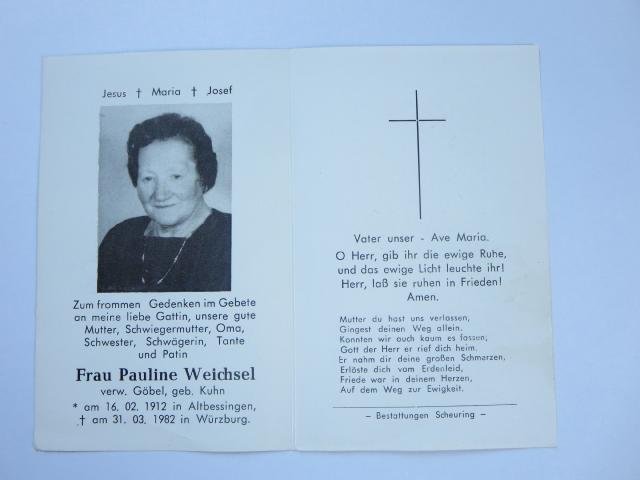 Jesus † Maria † Josef
Zum frommen Gedenken im Gebete
an meine liebe Gattin, unsere gute
Mutter, Schwiegermutter, Oma,
Schwester, Schwägerin, Tante
und Patin
Frau Pauline Weichsel
verw. Göbel, geb. Kuhn
* am 16. 02. 1912 in Altbessingen,
† am 31. 03. 1982 in Würzburg.
Vater unser - Ave Maria.
O Herr, gib ihr die ewige Ruhe,
und das ewige Licht leuchte ihr!
Herr, laß sie ruhen in Frieden!
Amen.
Mutter du hast uns verlassen,
Gingest deinen Weg allein.
Konnten wir auch kaum es fassen;
Gott der Herr er rief dich heim.
Er nahm dir deine großen Schmerzen,
Erlöste dich vom Erdenleid,
Friede war in deinem Herzen,
Auf dem Weg zur Ewigkeit.
– Bestattungen Scheuring –